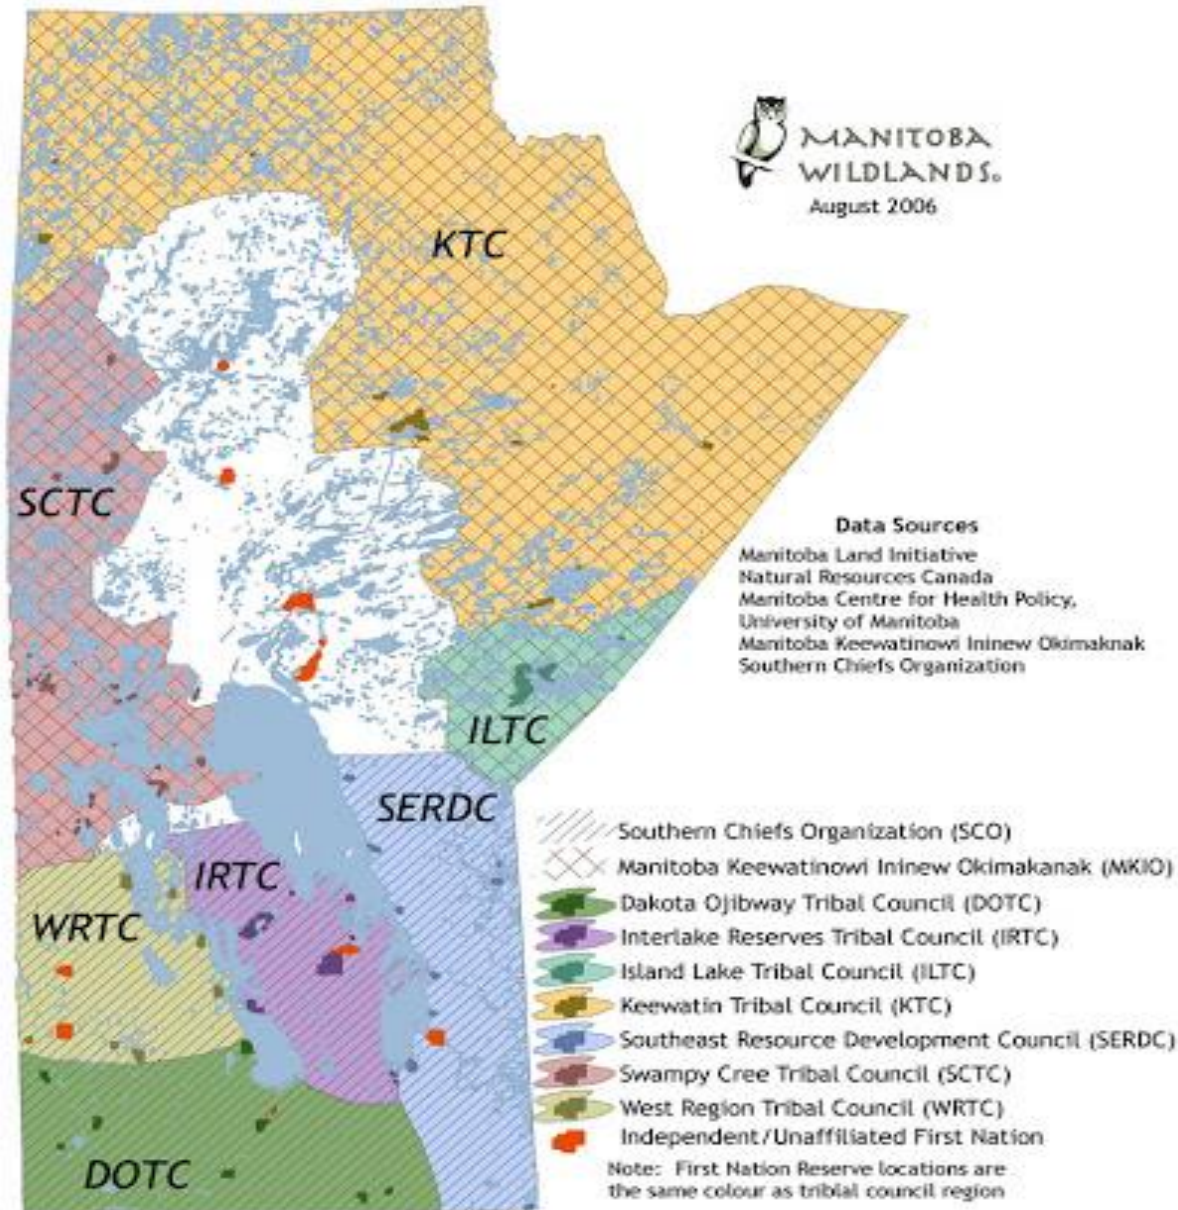 MANITOBA
WILDLANDS®
August 2006
KTC
SCTC
Data Sources
Manitoba Land Initiative
Natural Resources Canada
Manitoba Centre for Health Policy,
University of Manitoba
Manitoba Keewatinowi Ininew Okimaknak
Southern Chiefs Organization
ILTC
SERDC
IRTC
WRTC
DOTC
Southern Chiefs Organization (SCO)
Manitoba Keewatinowi Ininew Okimakanak (MKIO)
Dakota Ojibway Tribal Council (DOTC)
Interlake Reserves Tribal Council (IRTC)
Island Lake Tribal Council (ILTC)
Keewatin Tribal Council (KTC)
Southeast Resource Development Council (SERDC)
Swampy Cree Tribal Council (SCTC)
West Region Tribal Council (WRTC)
Independent/Unaffiliated First Nation
Note: First Nation Reserve locations are
the same colour as triblal council region